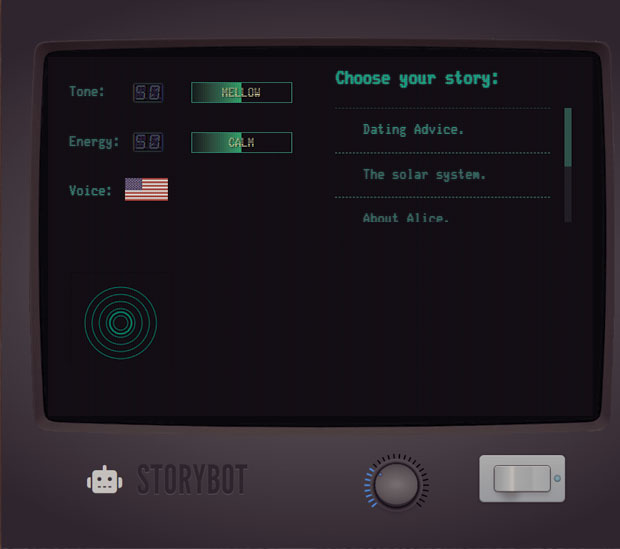 Tone: 50 MELLOW
Energy: 50 CALM
Voice:
Choose your story:
Dating Advice.
The solar system.
About Alice.
STORYBOT